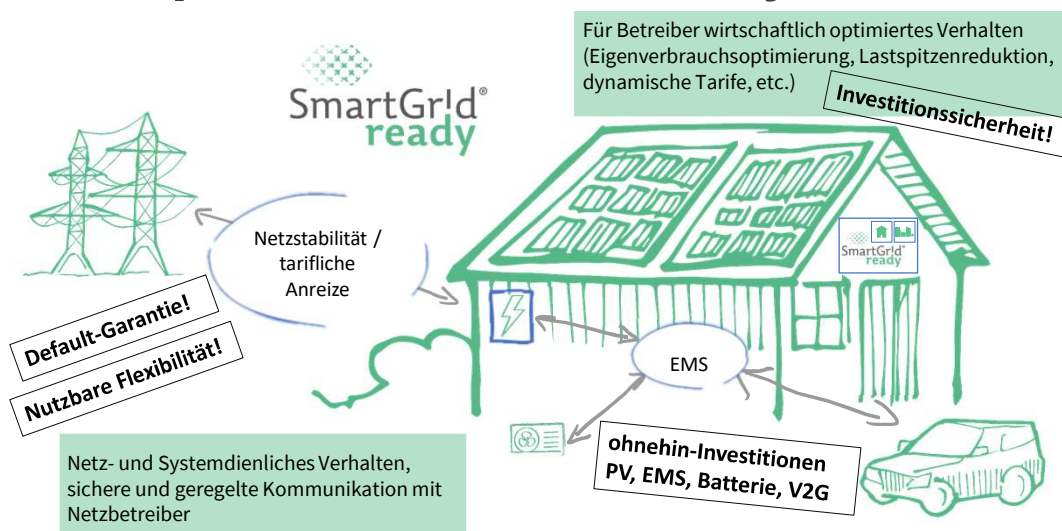 Für Betreiber wirtschaftlich optimiertes Verhalten
(Eigenverbrauchsoptimierung, Lastspitzenreduktion,
dynamische Tarife, etc.)
Investitionssicherheit!
SmartGr!d®
ready
Netzstabilität /
tarifliche
Anreize
SmartGr!d®
ready
Default-Garantie!
Nutzbare Flexibilität!
EMS
ohnehin-Investitionen
PV, EMS, Batterie, V2G
Netz- und Systemdienliches Verhalten,
sichere und geregelte Kommunikation mit
Netzbetreiber